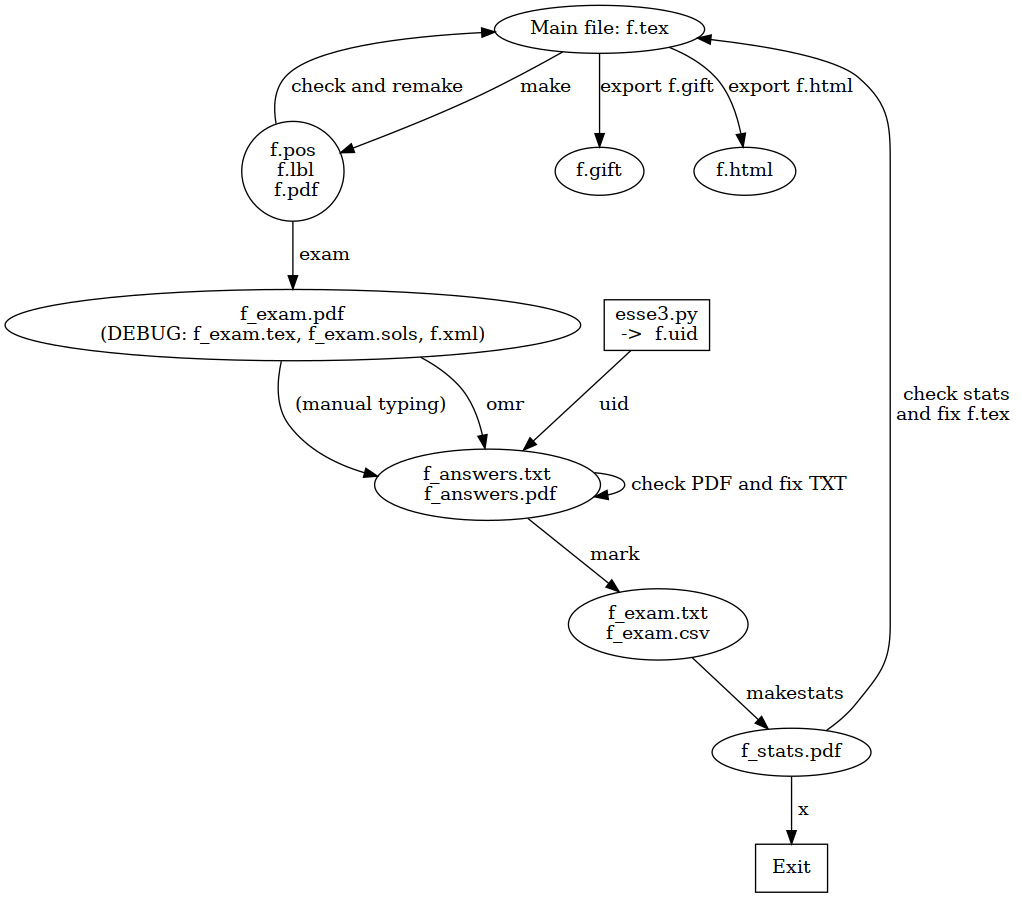 Main file: f.tex
check and remake
make
export f.gift
export f.html
f.pos
f.lbl
f.pdf
f.gift
f.html
exam
f_exam.pdf
(DEBUG: f_exam.tex, f_exam.sols, f.xml)
esse3.py
-> f.uid
(manual typing)
omr
uid
check stats
and fix f.tex
f_answers.txt
f_answers.pdf
check PDF and fix TXT
mark
f_exam.txt
f_exam.csv
makestats
f_stats.pdf
x
Exit